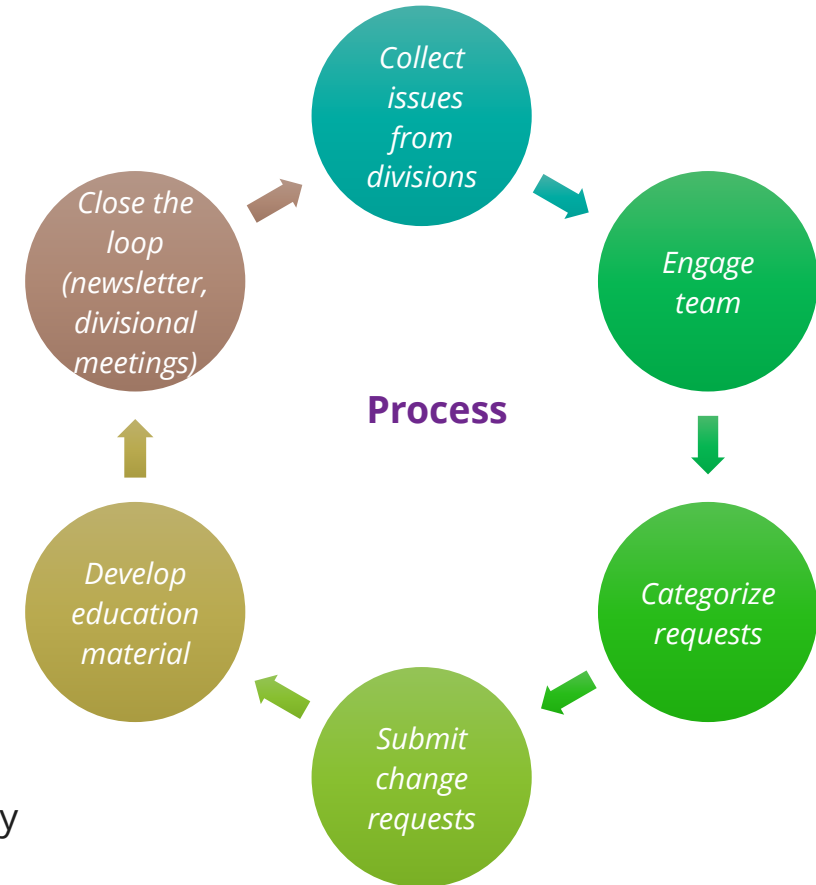 Collect
issues
from
divisions
Engage
team
Categorize
requests
Submit
change
requests
Develop
education
material
Close the
loop
(newsletter,
divisional
meetings)
Process
y